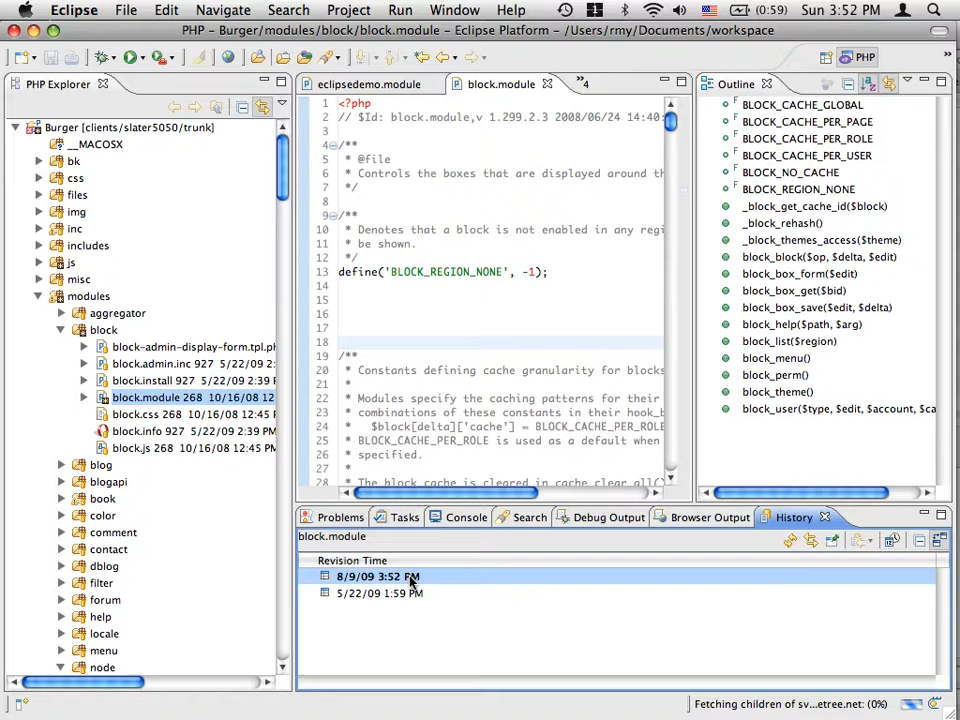 Eclipse File Edit Navigate Search Project Run Window Help (0:59) Sun 3:52 PM
PHP - Burger/modules/block/block.module - Eclipse Platform - /Users/rmy/Documents/workspace
PHP
PHP Explorer
Burger [clients/slater5050/trunk]
__MACOSX
bk
css
files
img
inc
includes
js
misc
modules
aggregator
block
block-admin-display-form.tpl.ph
block.admin.inc 927 5/22/09 2:
block.install 927 5/22/09 2:39 P
block.module 268 10/16/08 12
block.css 268 10/16/08 12:45 P
block.info 927 5/22/09 2:39 PM
block.js 268 10/16/08 12:45 PM
blog
blogapi
book
color
comment
contact
dblog
filter
forum
help
locale
menu
node
eclipsedemo.module block.module »4
1 <?php
2 // $Id: block.module,v 1.299.2.3 2008/06/24 14:40:
3
4 /**
5 * @file
6 * Controls the boxes that are displayed around th
7 */
8
9 /**
10 * Denotes that a block is not enabled in any regi
11 * be shown.
12 */
13 define('BLOCK_REGION_NONE', -1);
14
15
16
17
18
19 /**
20 * Constants defining cache granularity for blocks
21 *
22 * Modules specify the caching patterns for their
23 * combinations of these constants in their hook_b
24 * $block[delta]['cache'] = BLOCK_CACHE_PER_ROLE
25 * BLOCK_CACHE_PER_ROLE is used as a default when
26 * specified.
27 *
28 * The block cache is cleared in cache_clear_all()
Outline
BLOCK_CACHE_GLOBAL
BLOCK_CACHE_PER_PAGE
BLOCK_CACHE_PER_ROLE
BLOCK_CACHE_PER_USER
BLOCK_NO_CACHE
BLOCK_REGION_NONE
_block_get_cache_id($block)
_block_rehash()
_block_themes_access($theme)
block_block($op, $delta, $edit)
block_box_form($edit)
block_box_get($bid)
block_box_save($edit, $delta)
block_help($path, $arg)
block_list($region)
block_menu()
block_perm()
block_theme()
block_user($type, $edit, $account, &$ca
Problems Tasks Console Search Debug Output Browser Output History
block.module
Revision Time
8/9/09 3:52 PM
5/22/09 1:59 PM
Fetching children of sv...etree.net: (0%)